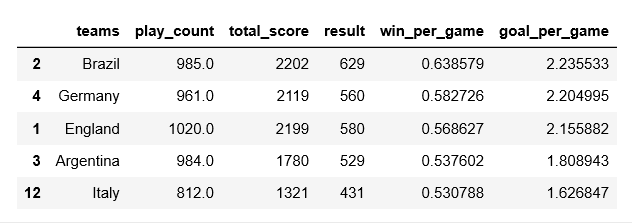 teams play_count total_score result win_per_game goal_per_game
2 Brazil 985.0 2202 629 0.638579 2.235533
4 Germany 961.0 2119 560 0.582726 2.204995
1 England 1020.0 2199 580 0.568627 2.155882
3 Argentina 984.0 1780 529 0.537602 1.808943
12 Italy 812.0 1321 431 0.530788 1.626847